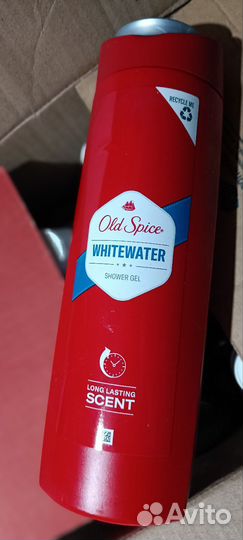 RECYCLE ME
Old Spice
WHITEWATER
SHOWER GEL
LONG LASTING
SCENT
Avito